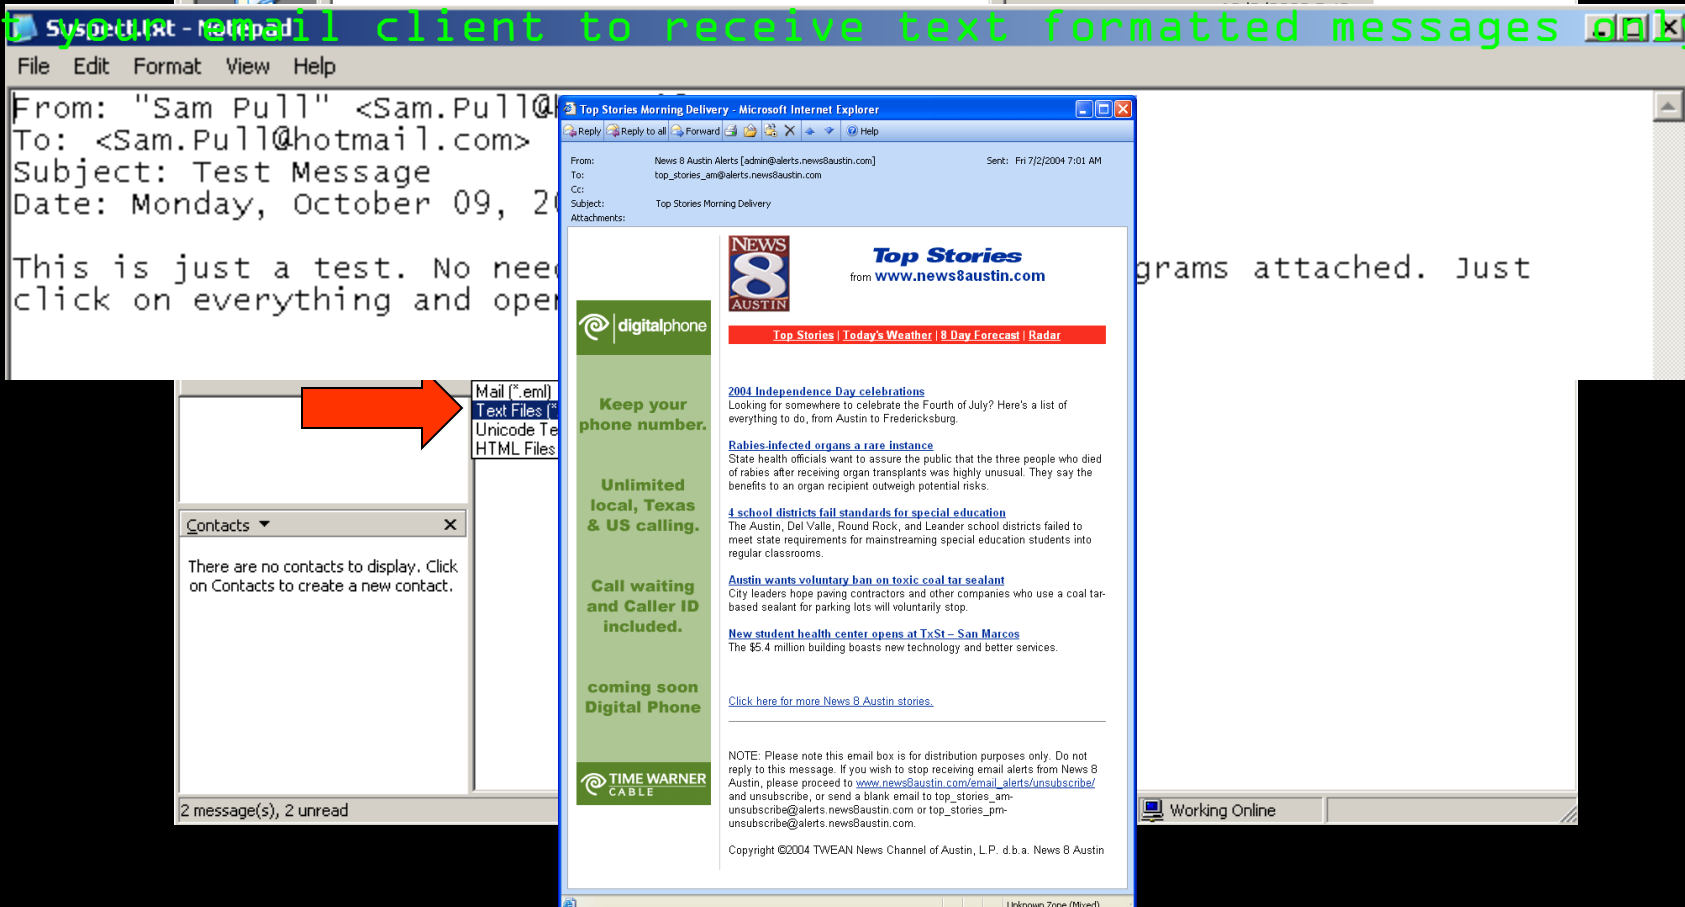 t your email client to receive text formatted messages only
Suspect.txt - Notepad
File Edit Format View Help
From: "Sam Pull" <Sam.Pull@
To: <Sam.Pull@hotmail.com>
Subject: Test Message
Date: Monday, October 09,
This is just a test. No
grams attached. Just
click on everything and
Mail (*.eml)
Text Files (*.
Unicode
HTML Files
Contacts
There are no contacts to display. Click
on Contacts to create a new contact.
2 message(s), 2 unread
Working Online
Top Stories Morning Delivery - Microsoft Internet Explorer
Reply Reply to all Forward Help
From: News 8 Austin Alerts [admin@alerts.news8austin.com] Sent: Fri 7/2/2004 7:01 AM
To: top_stories_am@alerts.news8austin.com
Cc:
Subject: Top Stories Morning Delivery
Attachments:
NEWS
8
AUSTIN
Top Stories
from www.news8austin.com
Top Stories | Today's Weather | 8 Day Forecast | Radar
digitalphone
Keep your
phone number.
Unlimited
local, Texas
& US calling.
Call waiting
and Caller ID
included.
coming soon
Digital Phone
TIME WARNER
CABLE
2004 Independence Day celebrations
Looking for somewhere to celebrate the Fourth of July? Here's a list of
everything to do, from Austin to Fredericksburg.
Rabies-infected organs a rare instance
State health officials want to assure the public that the three people who died
of rabies after receiving organ transplants was highly unusual. They say the
benefits to an organ recipient outweigh potential risks.
4 school districts fail standards for special education
The Austin, Del Valle, Round Rock, and Leander school districts failed to
meet state requirements for mainstreaming special education students into
regular classrooms.
Austin wants voluntary ban on toxic coal tar sealant
City leaders hope paving contractors and other companies who use a coal tar-
based sealant for parking lots will voluntarily stop.
New student health center opens at TxSt – San Marcos
The $5.4 million building boasts new technology and better services.
Click here for more News 8 Austin stories.
NOTE: Please note this email box is for distribution purposes only. Do not
reply to this message. If you wish to stop receiving email alerts from News 8
Austin, please proceed to www.news8austin.com/email_alerts/unsubscribe/
and unsubscribe, or send a blank email to top_stories_am-
unsubscribe@alerts.news8austin.com or top_stories_pm-
unsubscribe@alerts.news8austin.com.
Copyright ©2004 TWEAN News Channel of Austin, L.P. d.b.a. News 8 Austin
Unknown Zone (Mixed)